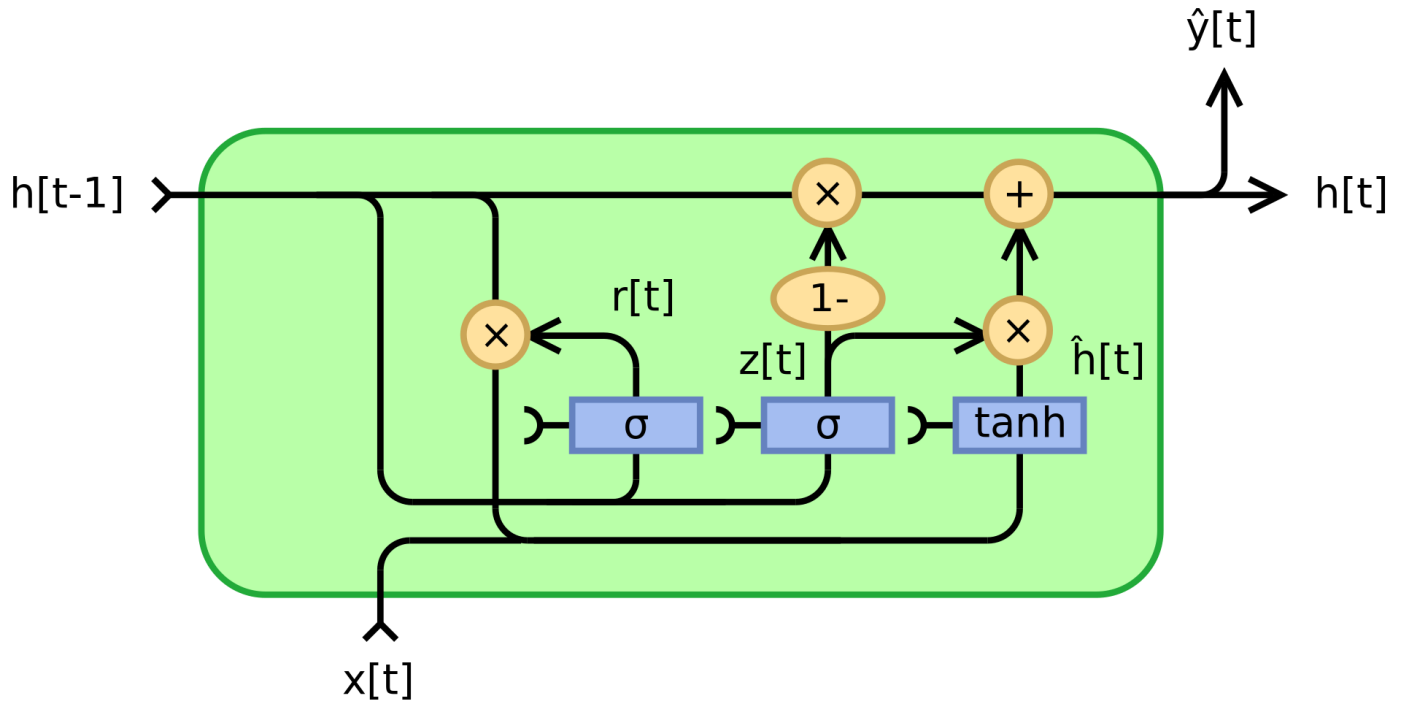 ŷ[t]
h[t-1]
×
+
h[t]
1-
r[t]
×
z[t]
×
ĥ[t]
σ
σ
tanh
x[t]